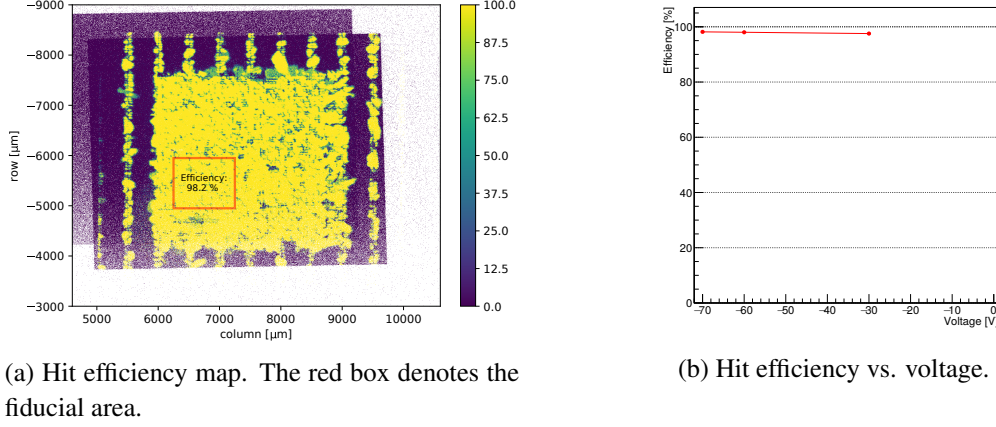 −9000
−8000
−7000
−6000
−5000
−4000
−3000
row [μm]
Efficiency:
98.2 %
5000 6000 7000 8000 9000 10000
column [μm]
100.0
87.5
75.0
62.5
50.0
37.5
25.0
12.5
0.0
(a) Hit efficiency map. The red box denotes the
fiducial area.
Efficiency [%]
100
80
60
40
20
0
−70 −60 −50 −40 −30 −20 −10 0
Voltage [V]
(b) Hit efficiency vs. voltage.